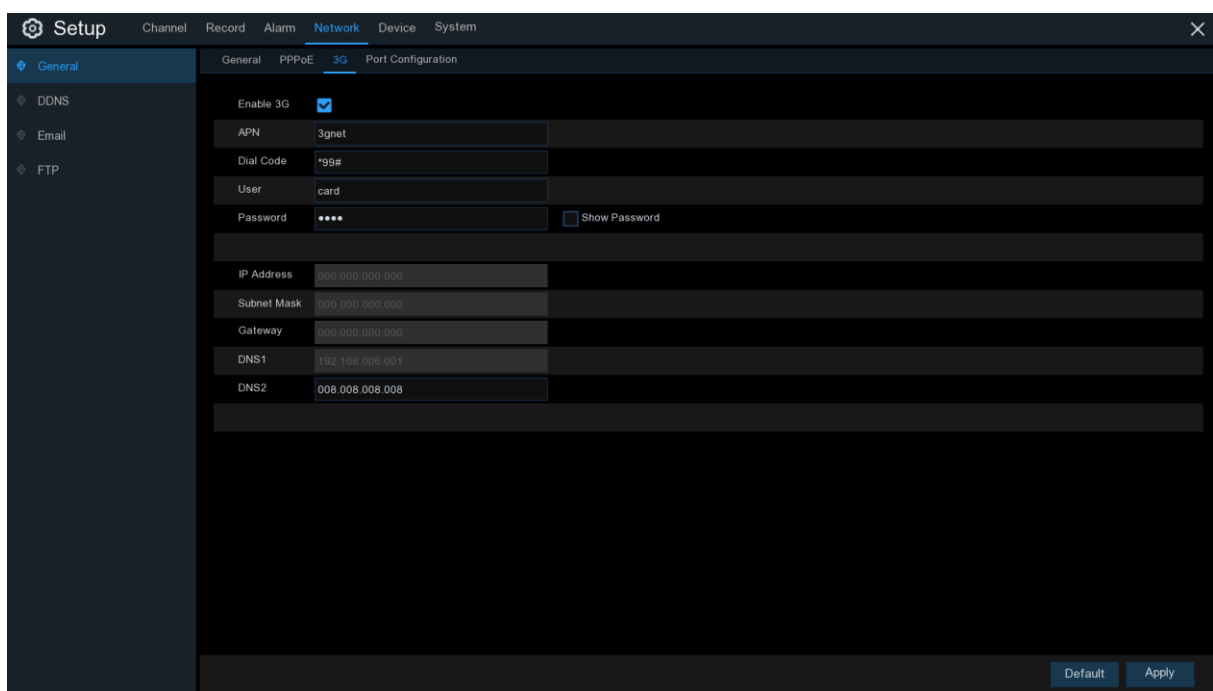 Setup Channel Record Alarm Network Device System
General
DDNS
Email
FTP
General PPPoE 3G Port Configuration
Enable 3G
APN 3gnet
Dial Code *99#
User card
Password •••• Show Password
IP Address 000.000.000.000
Subnet Mask 000.000.000.000
Gateway 000.000.000.000
DNS1 192.168.006.001
DNS2 008.008.008.008
Default Apply